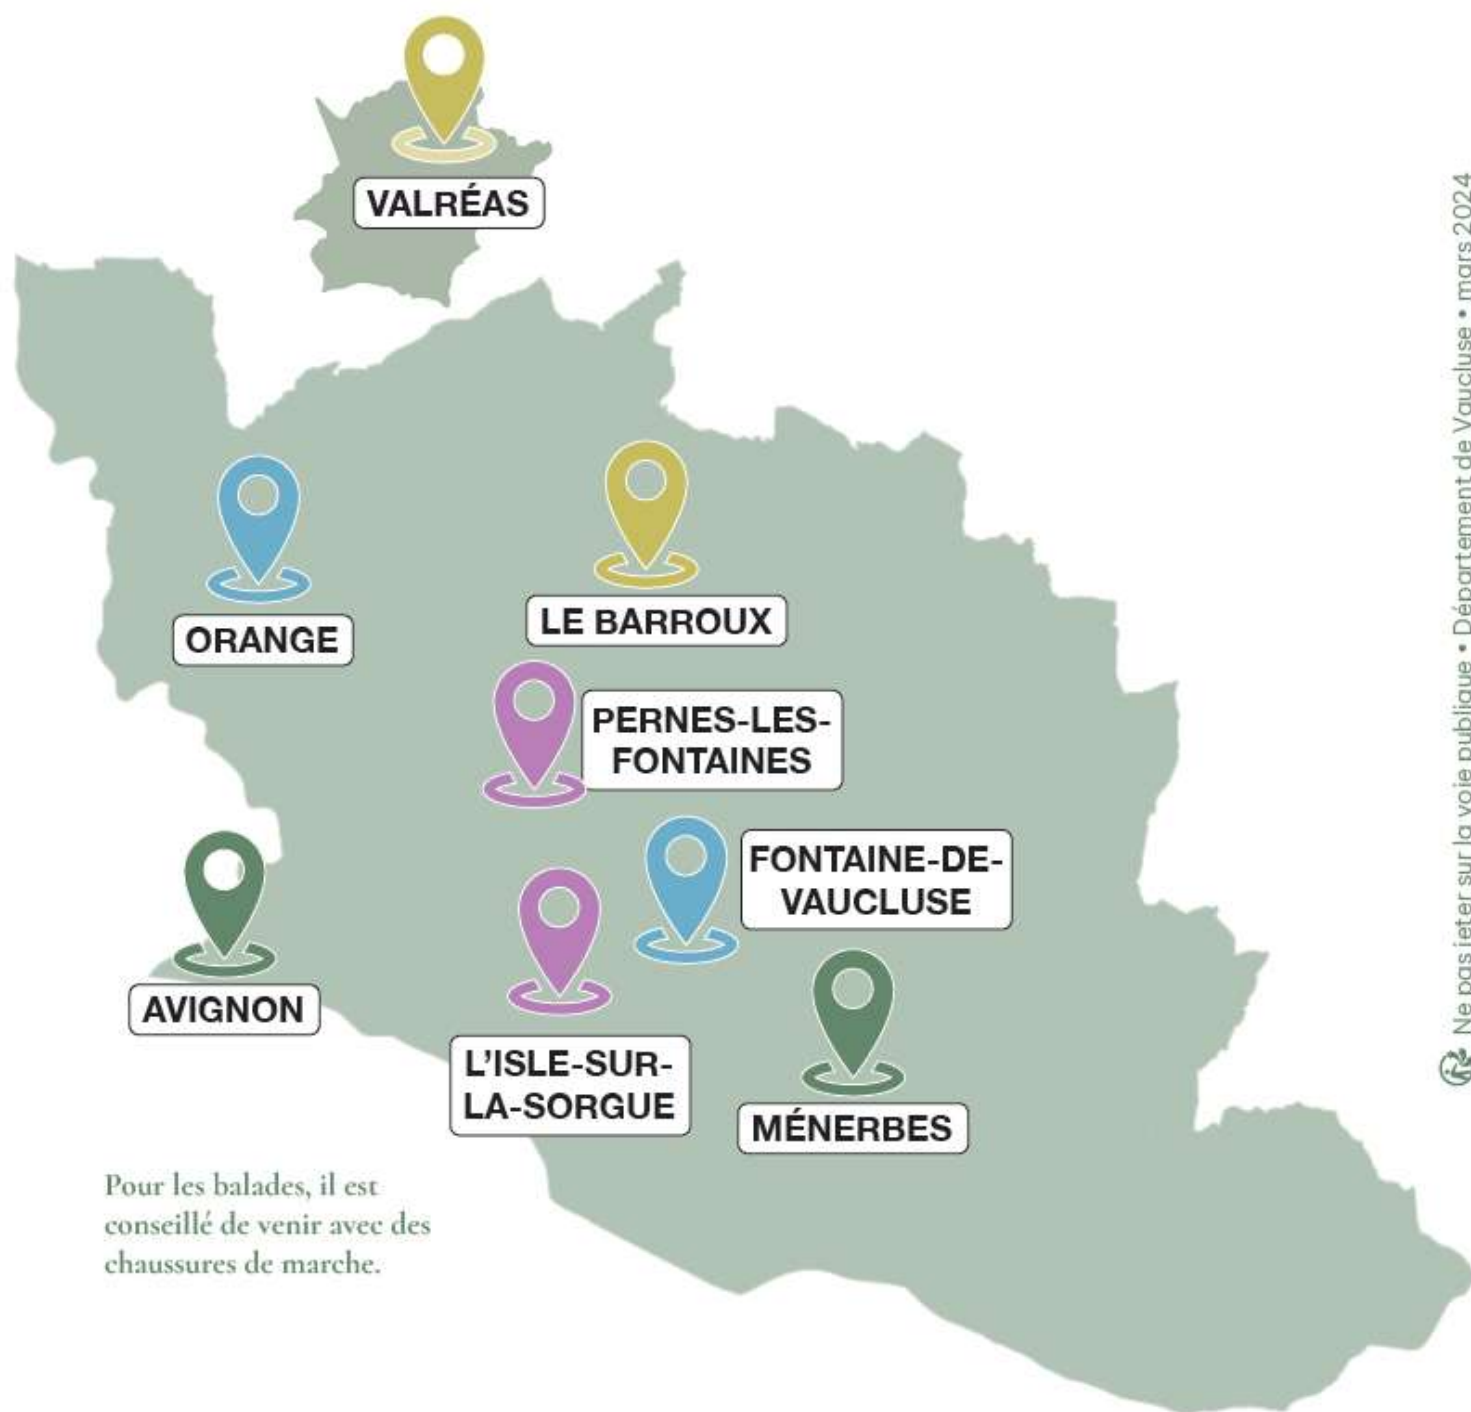 VALRÉAS
ORANGE
LE BARROUX
PERNES-LES-
FONTAINES
FONTAINE-DE-
VAUCLUSE
AVIGNON
L'ISLE-SUR-
LA-SORGUE
MÉNERBES
Pour les balades, il est
conseillé de venir avec des
chaussures de marche.
Ne pas jeter sur la voie publique • Département de Vaucluse • mars 2024